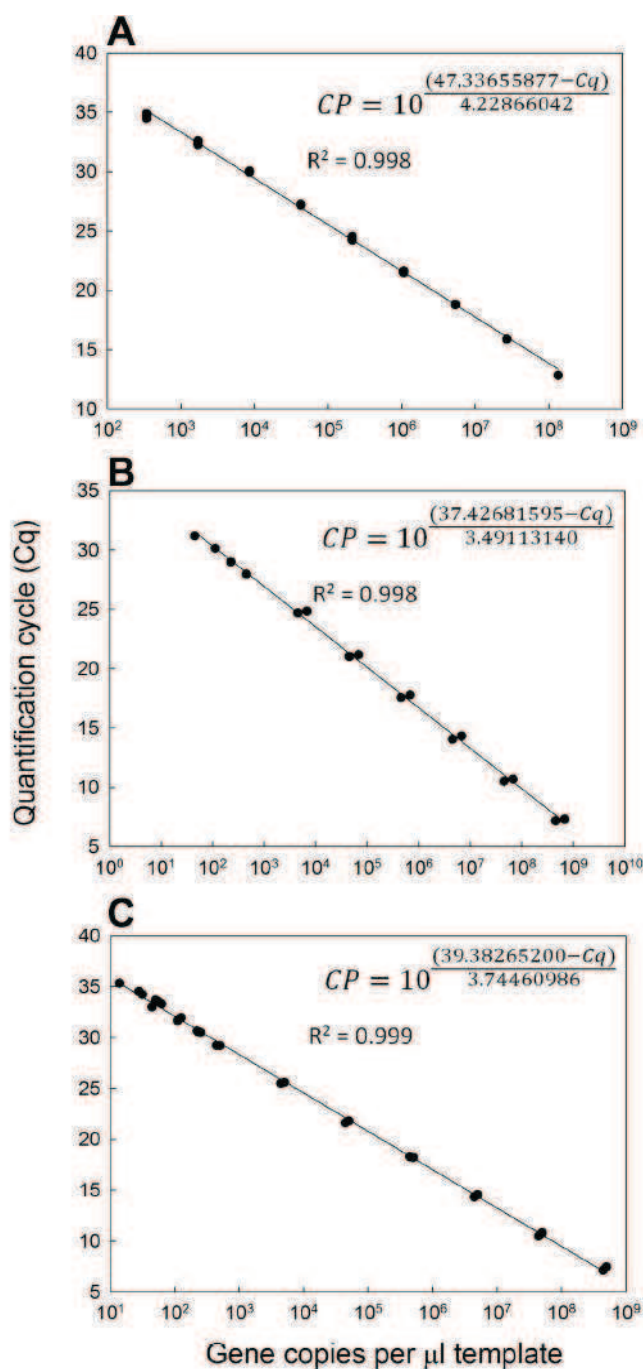 A
40
35
30
25
20
15
10
CP = 10^((47.33655877−Cq)/4.22866042)
R² = 0.998
10² 10³ 10⁴ 10⁵ 10⁶ 10⁷ 10⁸ 10⁹
B
35
30
25
20
15
10
5
CP = 10^((37.42681595−Cq)/3.49113140)
R² = 0.998
10⁰ 10¹ 10² 10³ 10⁴ 10⁵ 10⁶ 10⁷ 10⁸ 10⁹ 10¹⁰
Quantification cycle (Cq)
C
40
35
30
25
20
15
10
5
CP = 10^((39.38265200−Cq)/3.74460986)
R² = 0.999
10¹ 10² 10³ 10⁴ 10⁵ 10⁶ 10⁷ 10⁸ 10⁹
Gene copies per µl template